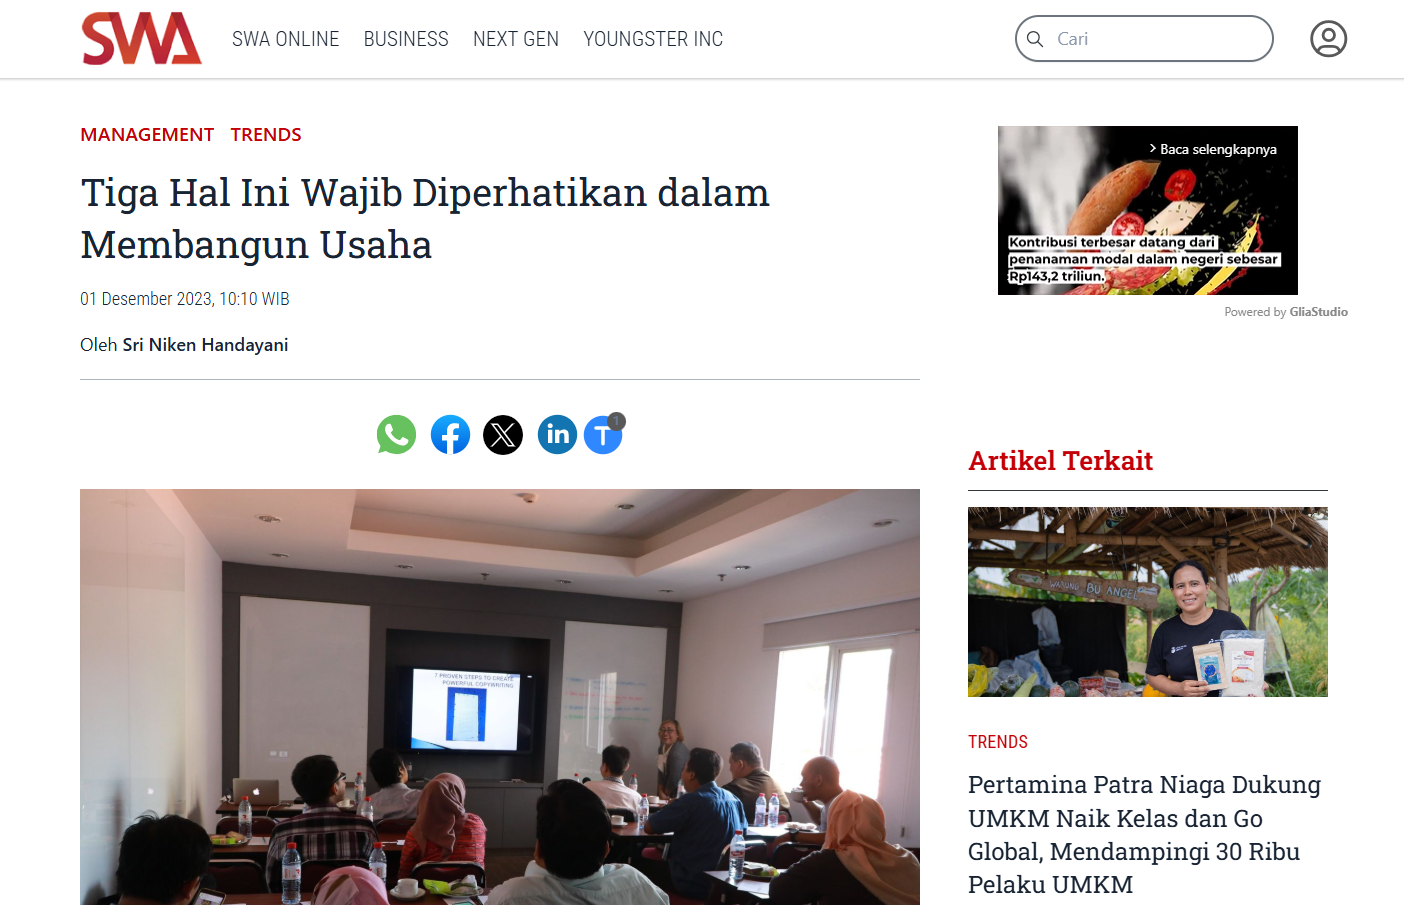 SWA
SWA ONLINE
BUSINESS
NEXT GEN
YOUNGSTER INC
Cari
MANAGEMENT
TRENDS
Tiga Hal Ini Wajib Diperhatikan dalam
Membangun Usaha
01 Desember 2023, 10:10 WIB
Oleh Sri Niken Handayani
1
7 PROVEN STEPS TO CREATE
POWERFUL COPYWRITING
> Baca selengkapnya
Kontribusi terbesar datang dari
penanaman modal dalam negeri sebesar
Rp143,2 triliun.
Powered by GliaStudio
Artikel Terkait
WARUNG BU ANGEL
TRENDS
Pertamina Patra Niaga Dukung
UMKM Naik Kelas dan Go
Global, Mendampingi 30 Ribu
Pelaku UMKM